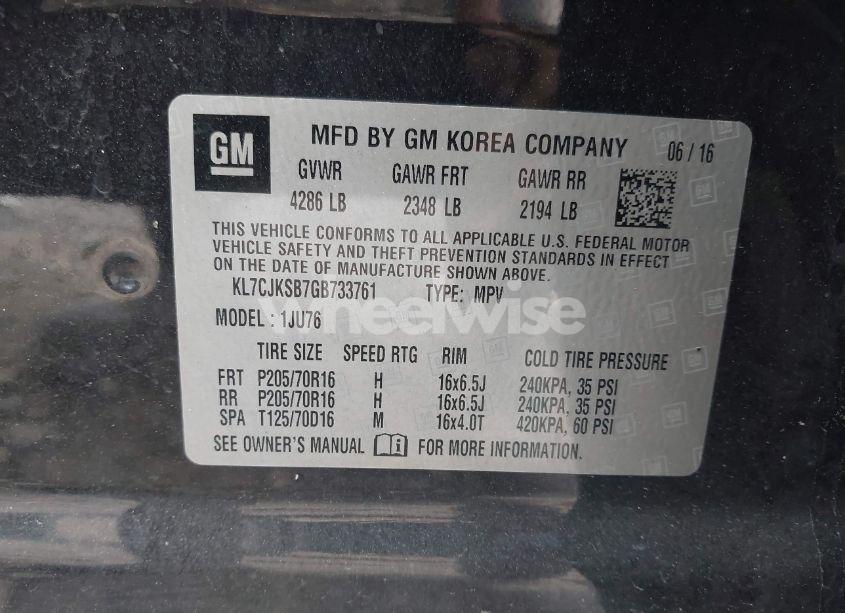 GM MFD BY GM KOREA COMPANY 06 / 16
GVWR GAWR FRT GAWR RR
4286 LB 2348 LB 2194 LB
THIS VEHICLE CONFORMS TO ALL APPLICABLE U.S. FEDERAL MOTOR
VEHICLE SAFETY AND THEFT PREVENTION STANDARDS IN EFFECT
ON THE DATE OF MANUFACTURE SHOWN ABOVE.
KL7CJKSB7GB733761 TYPE: MPV
Wheelwise
MODEL : 1JU76
TIRE SIZE SPEED RTG RIM COLD TIRE PRESSURE
FRT P205/70R16 H 16x6.5J 240KPA, 35 PSI
RR P205/70R16 H 16x6.5J 240KPA, 35 PSI
SPA T125/70D16 M 16x4.0T 420KPA, 60 PSI
SEE OWNER'S MANUAL FOR MORE INFORMATION.